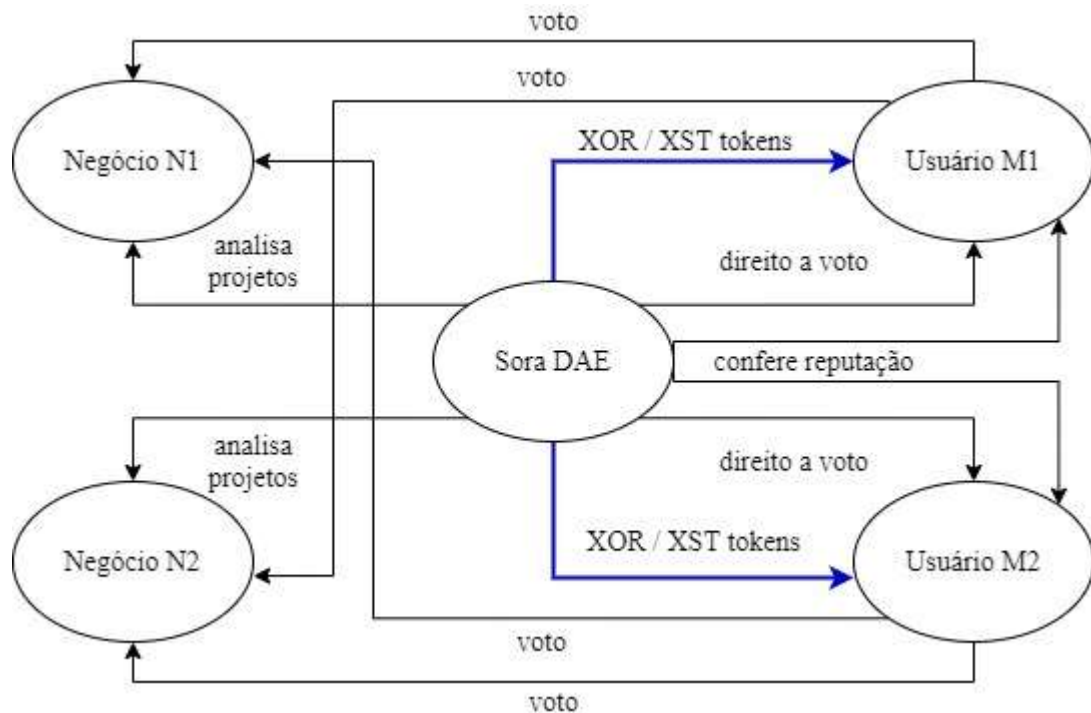 voto
voto
Negócio N1
XOR / XST tokens
Usuário M1
analisa
projetos
direito a voto
Sora DAE
confere reputação
analisa
projetos
direito a voto
Negócio N2
XOR / XST tokens
Usuário M2
voto
voto